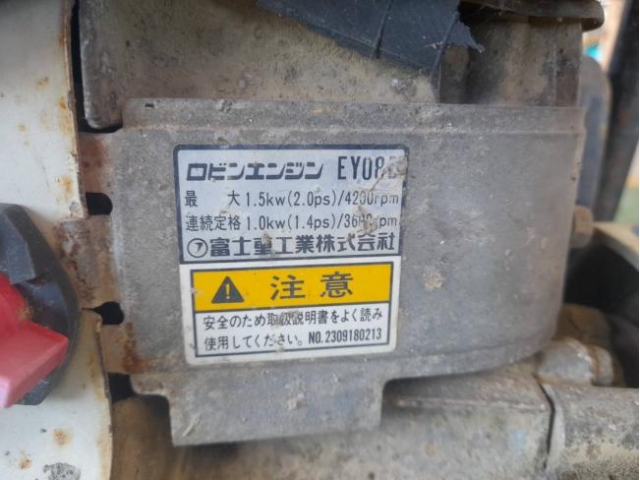 ロビンエンジン EY08
最 大 1.5kw(2.0ps)/4200rpm
連続定格 1.0kw(1.4ps)/3600rpm
富士重工業株式会社
注意
安全のため取扱説明書をよく読み
使用してください。NO.2309180213